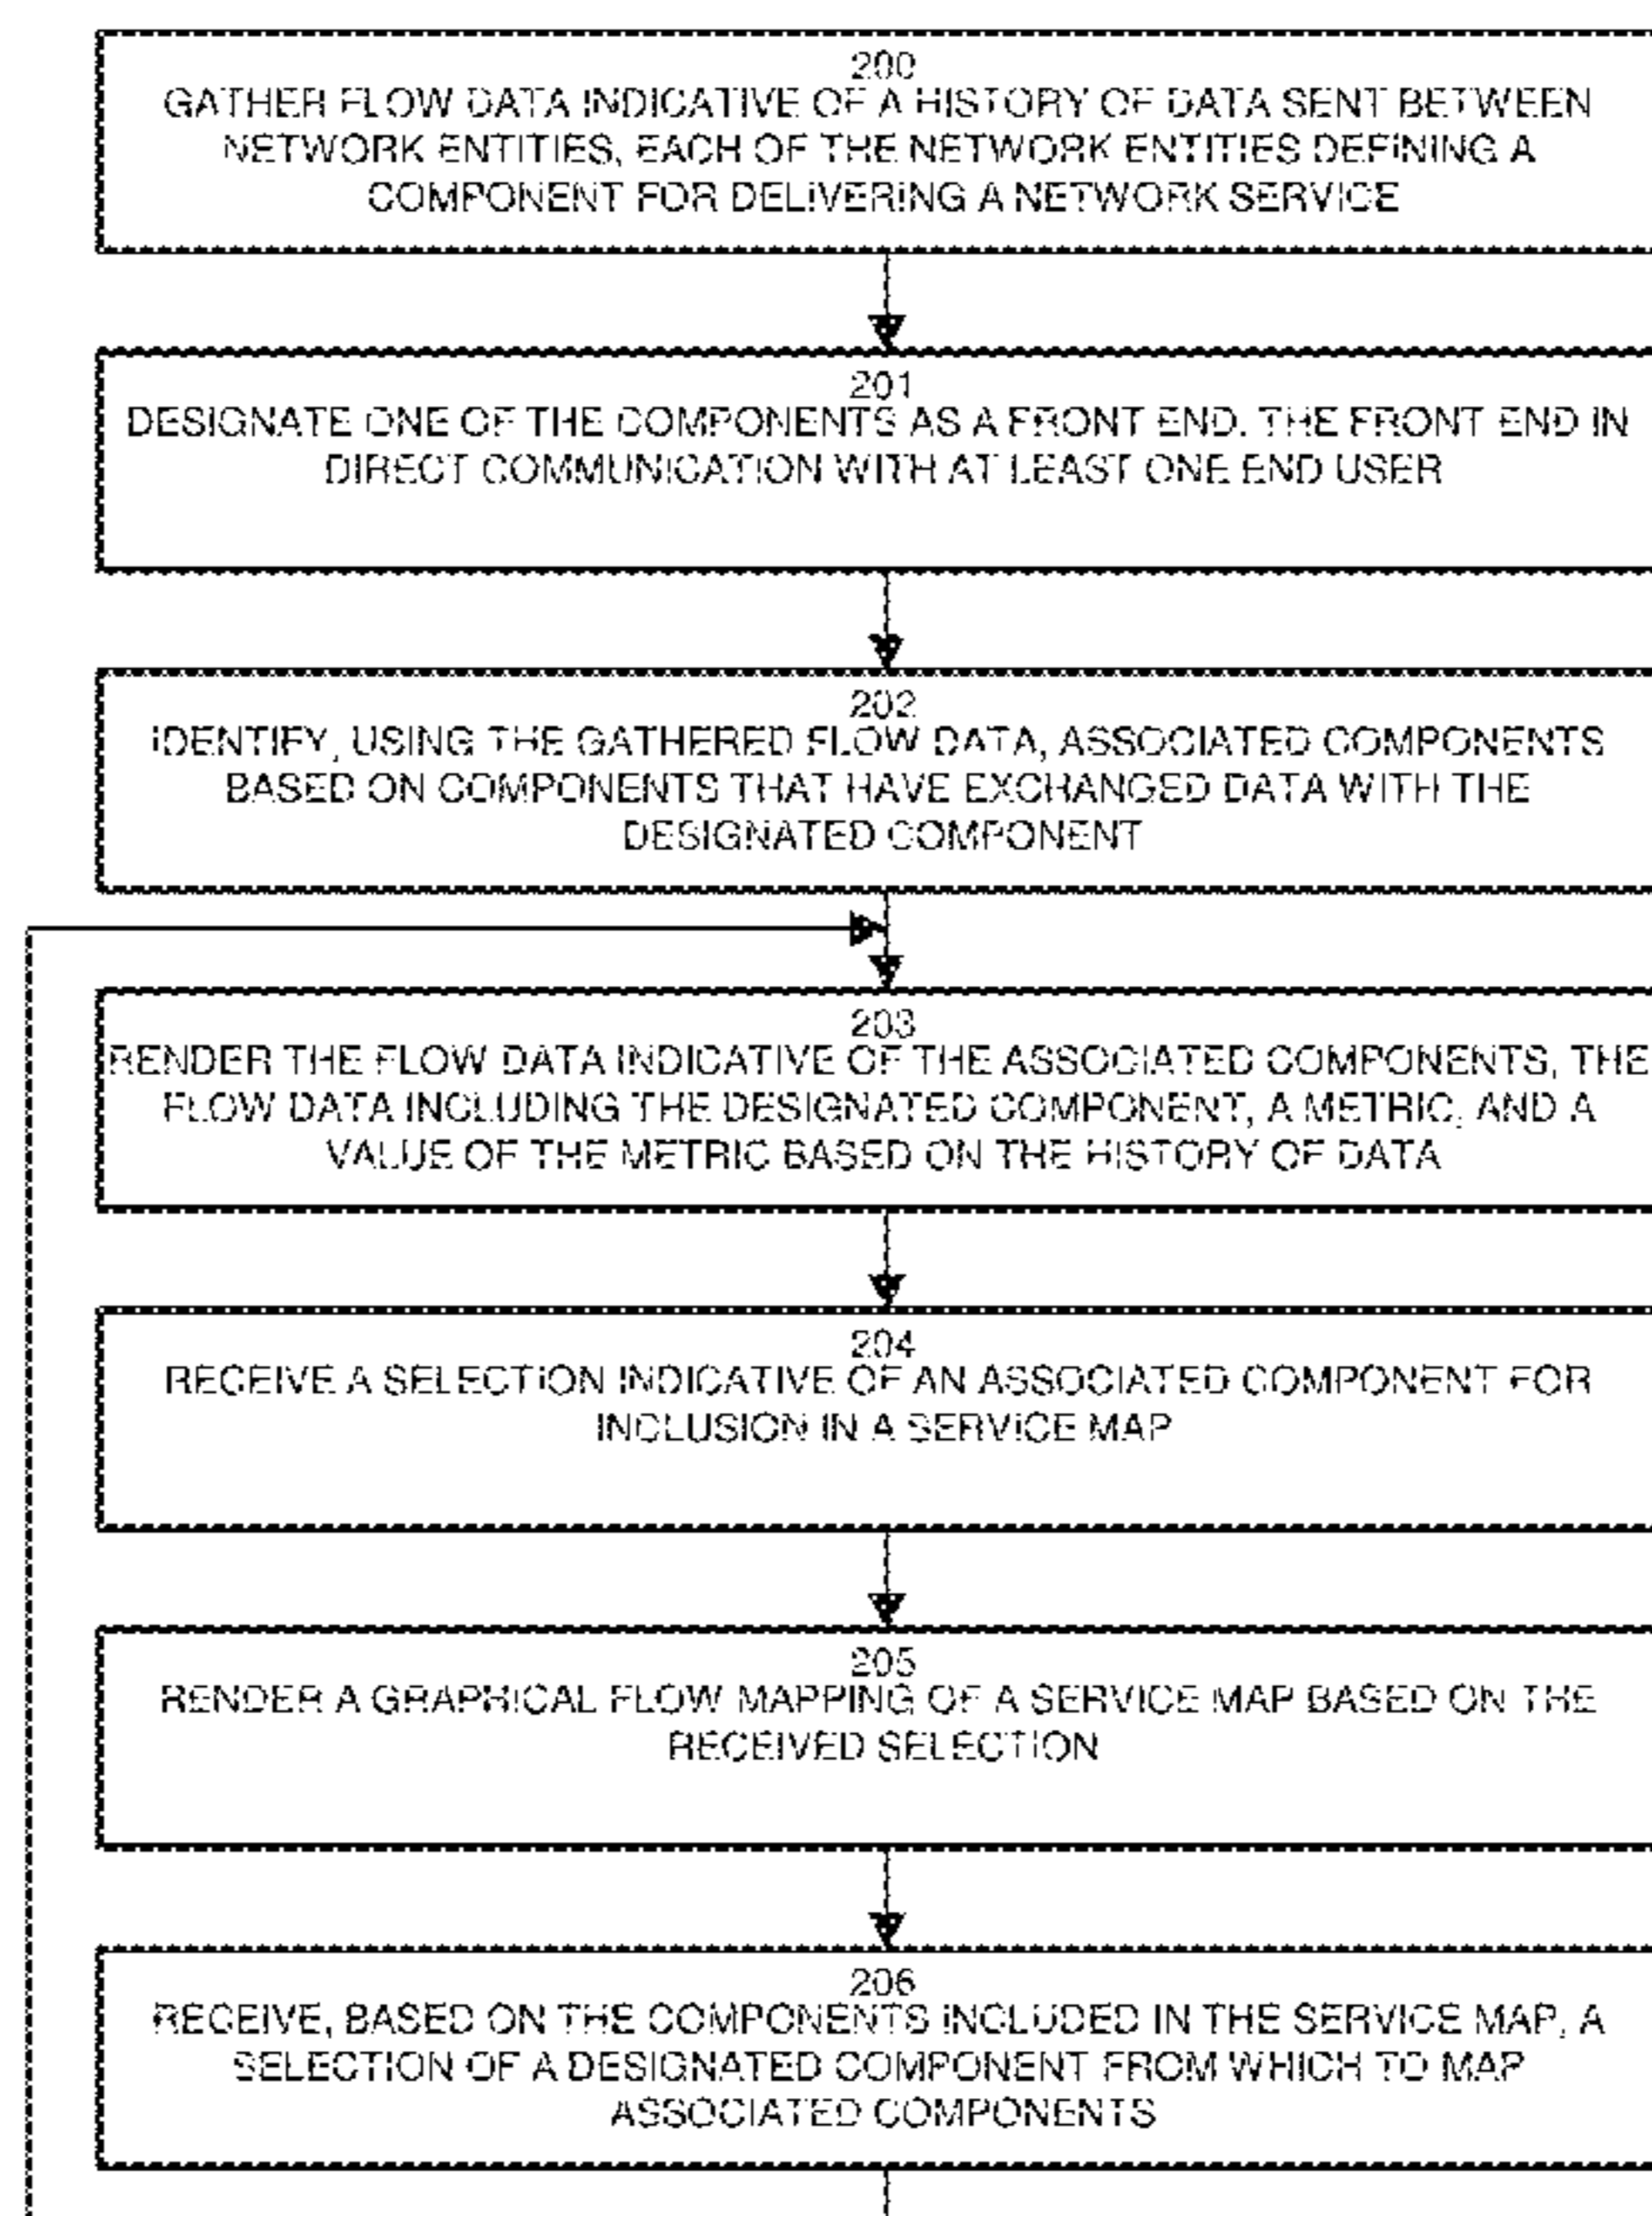 200
GATHER FLOW DATA INDICATIVE OF A HISTORY OF DATA SENT BETWEEN
NETWORK ENTITIES, EACH OF THE NETWORK ENTITIES DEFINING A
COMPONENT FOR DELIVERING A NETWORK SERVICE
201
DESIGNATE ONE OF THE COMPONENTS AS A FRONT END, THE FRONT END IN
DIRECT COMMUNICATION WITH AT LEAST ONE END USER
202
IDENTIFY, USING THE GATHERED FLOW DATA, ASSOCIATED COMPONENTS
BASED ON COMPONENTS THAT HAVE EXCHANGED DATA WITH THE
DESIGNATED COMPONENT
203
RENDER THE FLOW DATA INDICATIVE OF THE ASSOCIATED COMPONENTS, THE
FLOW DATA INCLUDING THE DESIGNATED COMPONENT, A METRIC, AND A
VALUE OF THE METRIC BASED ON THE HISTORY OF DATA
204
RECEIVE A SELECTION INDICATIVE OF AN ASSOCIATED COMPONENT FOR
INCLUSION IN A SERVICE MAP
205
RENDER A GRAPHICAL FLOW MAPPING OF A SERVICE MAP BASED ON THE
RECEIVED SELECTION
206
RECEIVE, BASED ON THE COMPONENTS INCLUDED IN THE SERVICE MAP, A
SELECTION OF A DESIGNATED COMPONENT FROM WHICH TO MAP
ASSOCIATED COMPONENTS